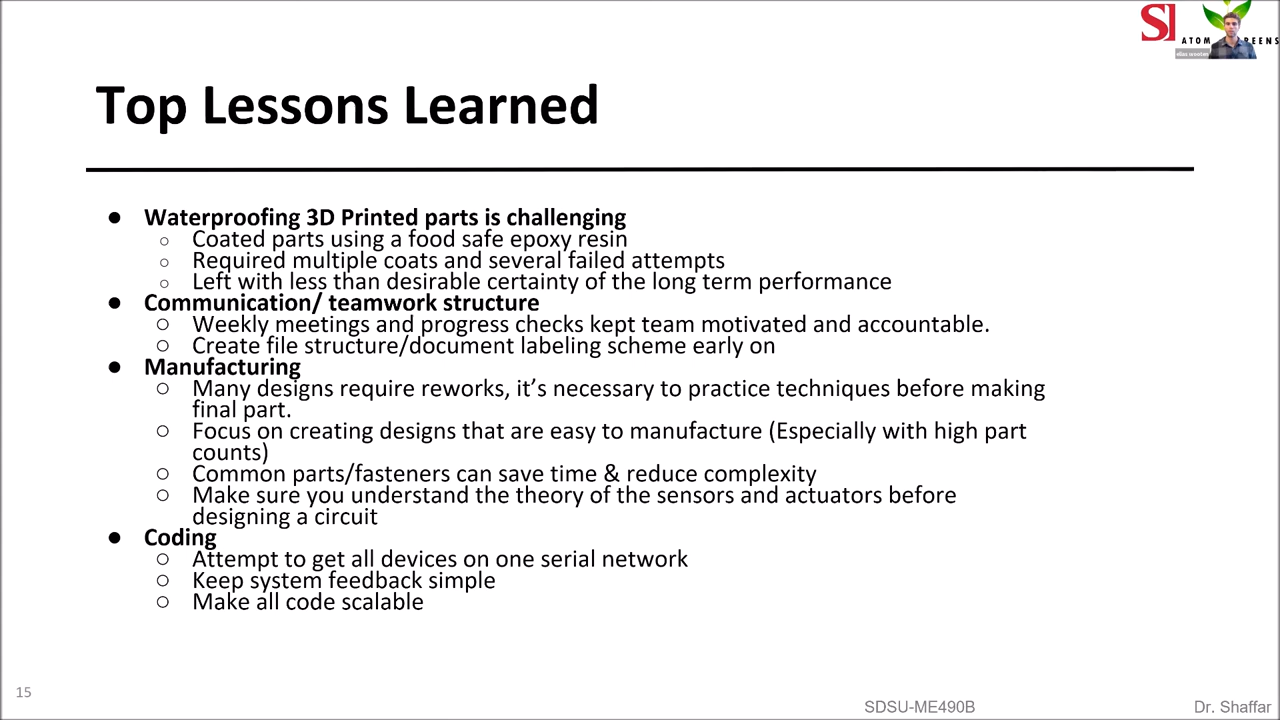 SI
ATOM GREENS
Top Lessons Learned
● Waterproofing 3D Printed parts is challenging
○ Coated parts using a food safe epoxy resin
○ Required multiple coats and several failed attempts
○ Left with less than desirable certainty of the long term performance
● Communication/ teamwork structure
○ Weekly meetings and progress checks kept team motivated and accountable.
○ Create file structure/document labeling scheme early on
● Manufacturing
○ Many designs require reworks, it’s necessary to practice techniques before making
final part.
○ Focus on creating designs that are easy to manufacture (Especially with high part
counts)
○ Common parts/fasteners can save time & reduce complexity
○ Make sure you understand the theory of the sensors and actuators before
designing a circuit
● Coding
○ Attempt to get all devices on one serial network
○ Keep system feedback simple
○ Make all code scalable
15
SDSU-ME490B
Dr. Shaffar